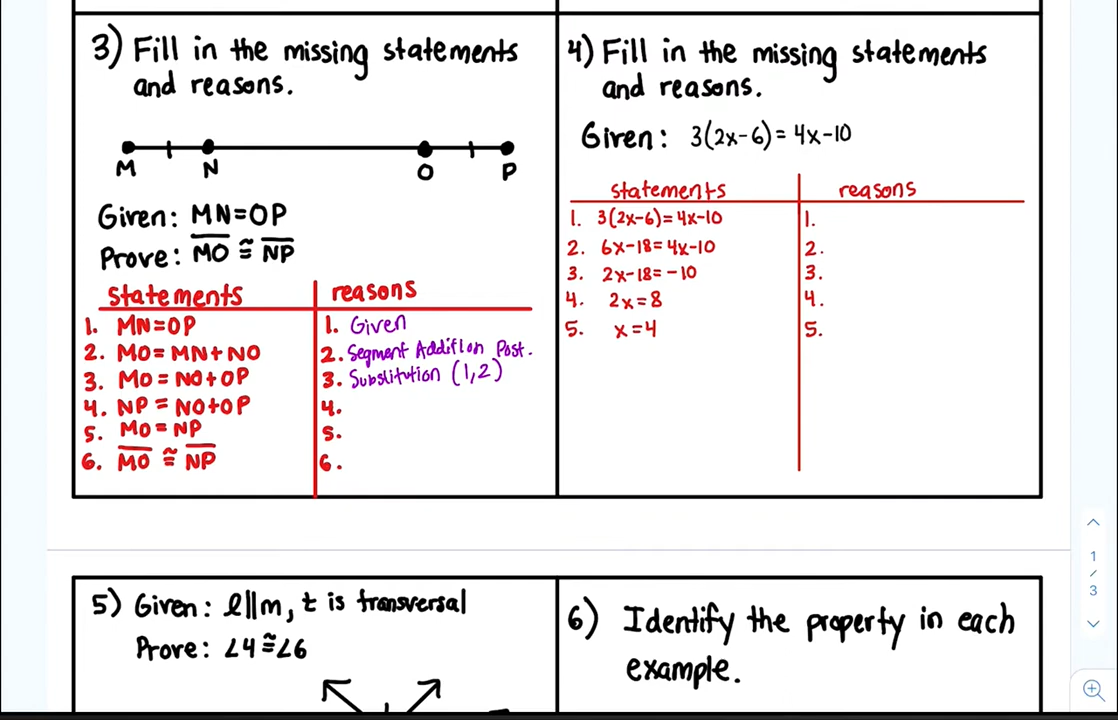 3) Fill in the missing statements
and reasons.
M N O P
Given: MN=OP
Prove: MO ≅ NP
statements reasons
1. MN=OP 1. Given
2. MO=MN+NO 2. Segment Addition Post.
3. MO=NO+OP 3. Substitution (1,2)
4. NP=NO+OP 4.
5. MO=NP 5.
6. MO ≅ NP 6.
4) Fill in the missing statements
and reasons.
Given: 3(2x-6)=4x-10
statements reasons
1. 3(2x-6)=4x-10 1.
2. 6x-18=4x-10 2.
3. 2x-18=-10 3.
4. 2x=8 4.
5. x=4 5.
5) Given: l||m, t is transversal
Prove: ∠4≅∠6
6) Identify the property in each
example.
1
/
3